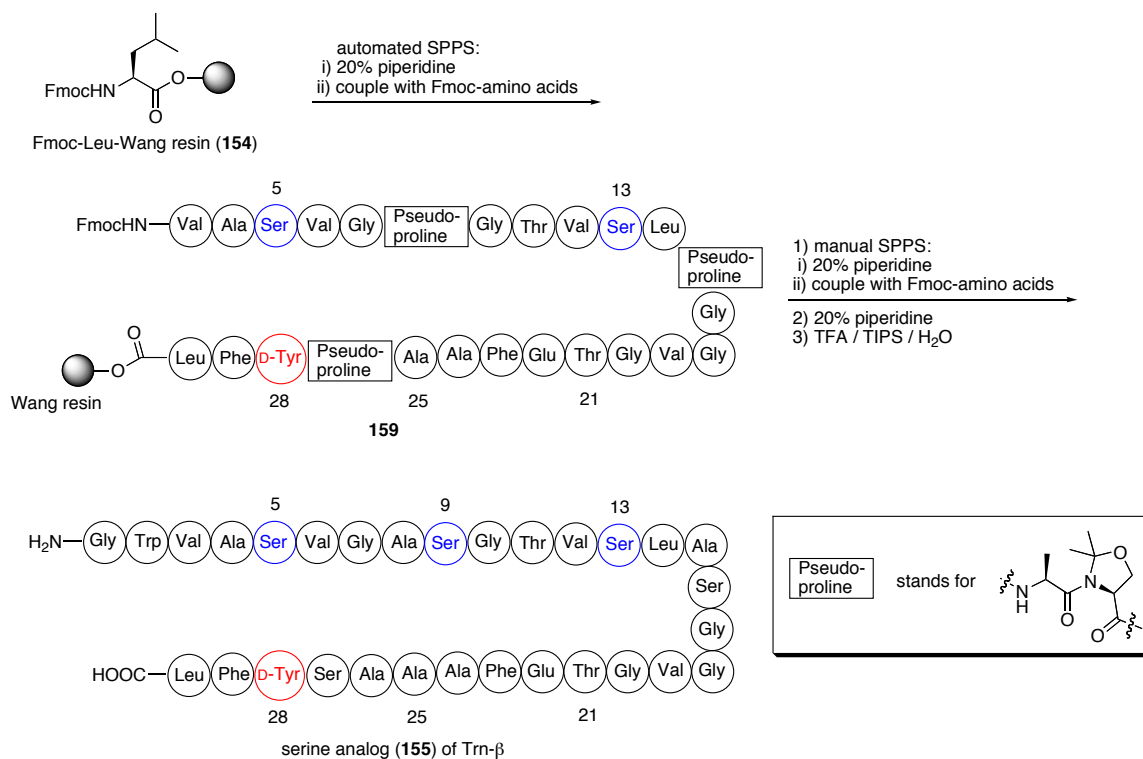 automated SPPS:
i) 20% piperidine
ii) couple with Fmoc-amino acids
FmocHN
O
O
Fmoc-Leu-Wang resin (154)
5
13
FmocHN Val Ala Ser Val Gly Pseudo-proline Gly Thr Val Ser Leu
Pseudo-
proline
Gly
1) manual SPPS:
i) 20% piperidine
ii) couple with Fmoc-amino acids
2) 20% piperidine
3) TFA / TIPS / H2O
O
O Leu Phe D-Tyr Pseudo-proline Ala Ala Phe Glu Thr Gly Val Gly
Wang resin
28
25
21
159
5
9
13
H2N Gly Trp Val Ala Ser Val Gly Ala Ser Gly Thr Val Ser Leu Ala
Ser
Gly
HOOC Leu Phe D-Tyr Ser Ala Ala Ala Phe Glu Thr Gly Val Gly
28
25
21
serine analog (155) of Trn-β
Pseudo-
proline
stands for
N
H
O
N
O
O